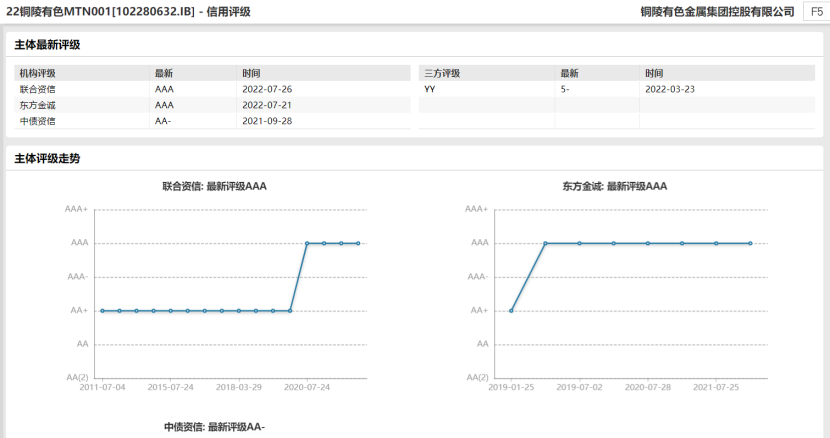 22铜陵有色MTN001[102280632.IB] - 信用评级 铜陵有色金属集团控股有限公司 F5
主体最新评级
机构评级 最新 时间 三方评级 最新 时间
联合资信 AAA 2022-07-26 YY 5- 2022-03-23
东方金诚 AAA 2022-07-21
中债资信 AA- 2021-09-28
主体评级走势
联合资信: 最新评级AAA
AAA+
AAA
AAA-
AA+
AA
AA(2)
2011-07-04 2015-07-24 2018-03-29 2020-07-24
东方金诚: 最新评级AAA
AAA+
AAA
AAA-
AA+
AA
AA(2)
2019-01-25 2019-07-02 2020-07-28 2021-07-25
中债资信: 最新评级AA-